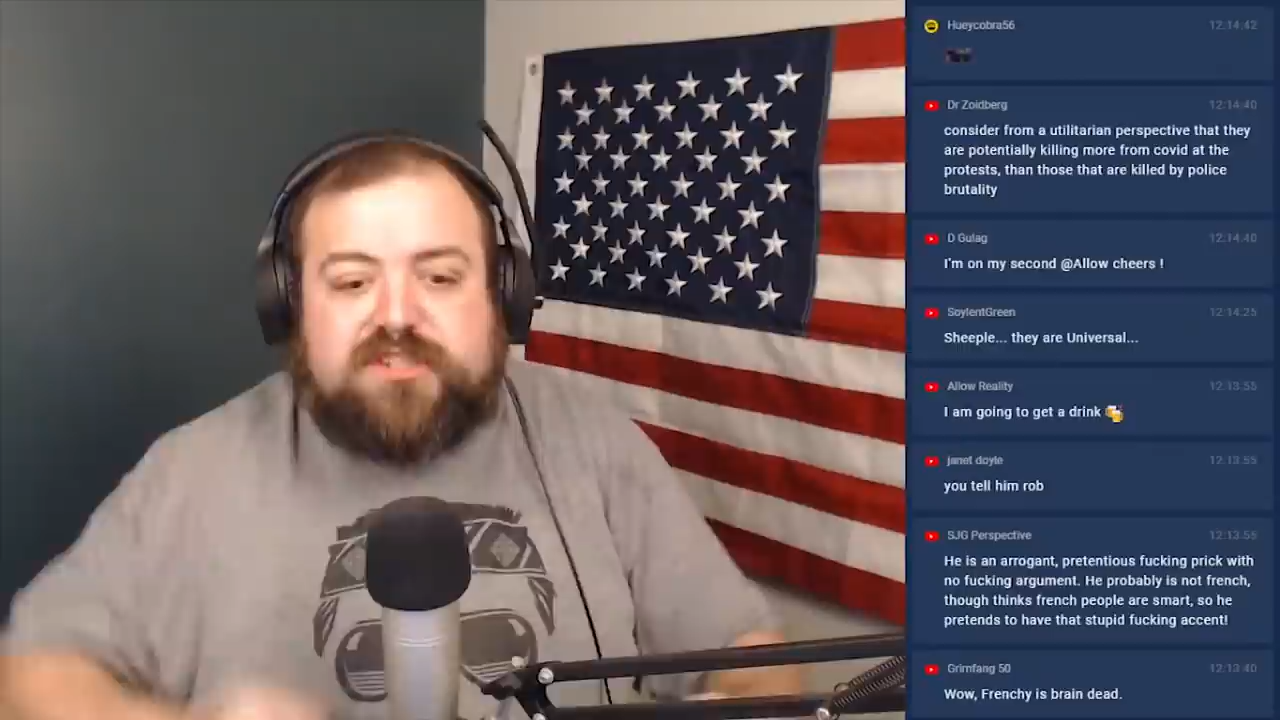 Hueycobra56
12:14:42
Dr Zoidberg
12:14:40
consider from a utilitarian perspective that they
are potentially killing more from covid at the
protests, than those that are killed by police
brutality
D Gulag
12:14:40
I'm on my second @Allow cheers !
SoylentGreen
12:14:25
Sheeple... they are Universal...
Allow Reality
12:13:55
I am going to get a drink 🍻
janet doyle
12:13:55
you tell him rob
SJG Perspective
12:13:55
He is an arrogant, pretentious fucking prick with
no fucking argument. He probably is not french,
though thinks french people are smart, so he
pretends to have that stupid fucking accent!
Grimfang 50
12:13:40
Wow, Frenchy is brain dead.